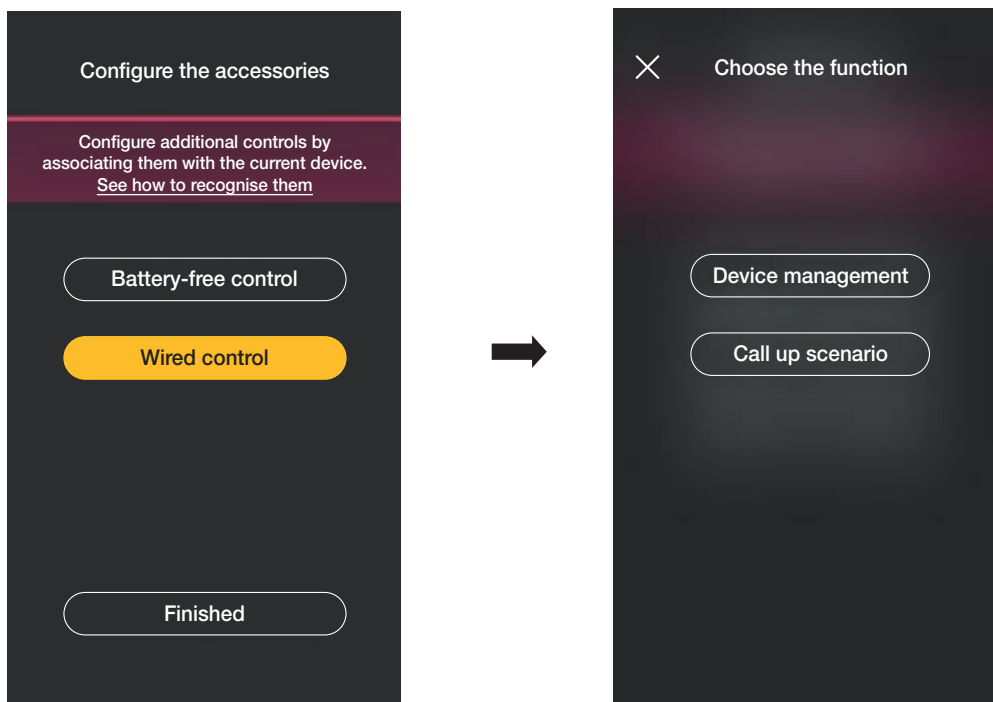 Configure the accessories
Configure additional controls by
associating them with the current device.
See how to recognise them
Battery-free control
Wired control
Finished
Choose the function
Device management
Call up scenario